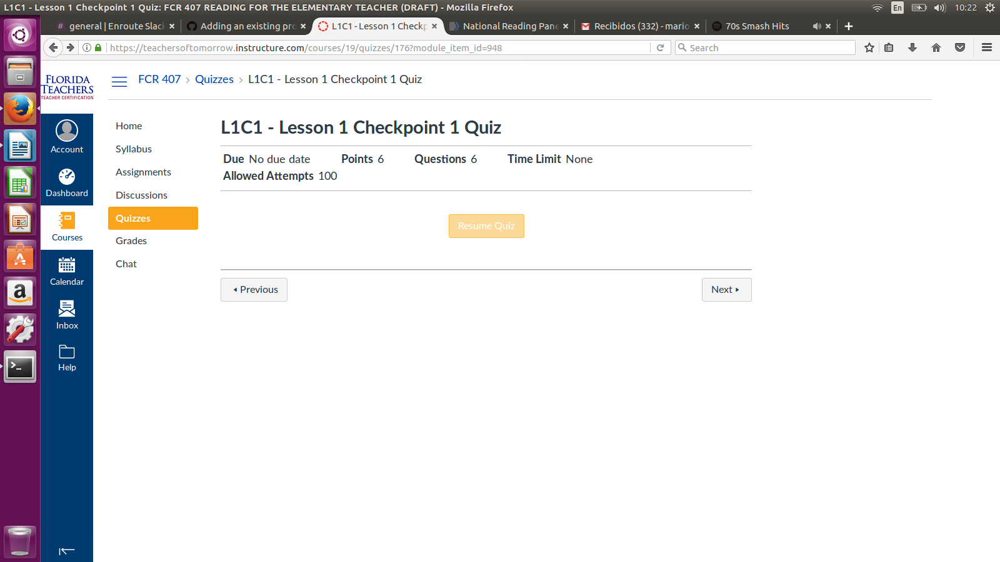 L1C1 - Lesson 1 Checkpoint 1 Quiz: FCR 407 READING FOR THE ELEMENTARY TEACHER (DRAFT) - Mozilla Firefox
En
10:22
# general | Enroute Slack
Adding an existing pro
L1C1 - Lesson 1 Checkp
National Reading Pane
Recibidos (332) - mario
70s Smash Hits
https://teachersoftomorrow.instructure.com/courses/19/quizzes/176?module_item_id=948
Search
FLORIDA
TEACHERS
TEACHER CERTIFICATION
FCR 407 › Quizzes › L1C1 - Lesson 1 Checkpoint 1 Quiz
Account
Dashboard
Courses
Calendar
Inbox
Help
Home
Syllabus
Assignments
Discussions
Quizzes
Grades
Chat
L1C1 - Lesson 1 Checkpoint 1 Quiz
Due No due date Points 6 Questions 6 Time Limit None
Allowed Attempts 100
Resume Quiz
Previous
Next